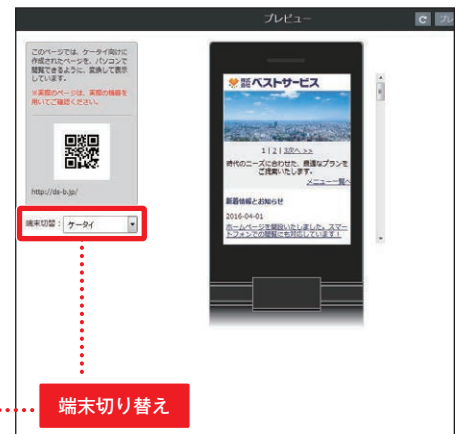 プレビュー
プレ
このページでは、ケータイ向けに
作成されたページを、パソコンで
閲覧できるように、変換して表示
しています。
※実際のページは、実際の機器を
用いてご確認ください。
http://ds-b.jp/
端末切替：
ケータイ
株式会社 ベストサービス
1 | 2 | 3次へ >>
時代のニーズに合わせた、最適なプランを
ご提案いたします。
メニュー一覧へ
新着情報とお知らせ
2016-04-01
ホームページを開設いたしました。スマー
トフォンでの閲覧にも対応しています！
端末切り替え